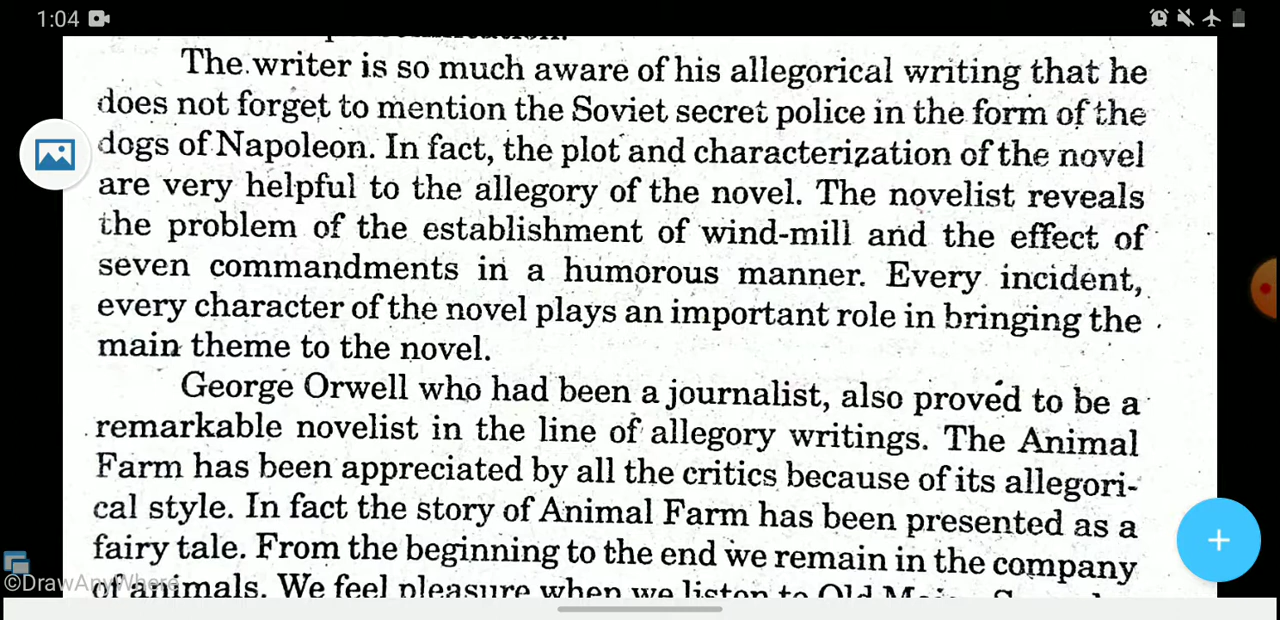 1:04
The writer is so much aware of his allegorical writing that he
does not forget to mention the Soviet secret police in the form of the
dogs of Napoleon. In fact, the plot and characterization of the novel
are very helpful to the allegory of the novel. The novelist reveals
the problem of the establishment of wind-mill and the effect of
seven commandments in a humorous manner. Every incident,
every character of the novel plays an important role in bringing the
main theme to the novel.
George Orwell who had been a journalist, also proved to be a
remarkable novelist in the line of allegory writings. The Animal
Farm has been appreciated by all the critics because of its allegori-
cal style. In fact the story of Animal Farm has been presented as a
fairy tale. From the beginning to the end we remain in the company
of animals. We feel pleasure when we listen to Old
©DrawAnyWhere
+